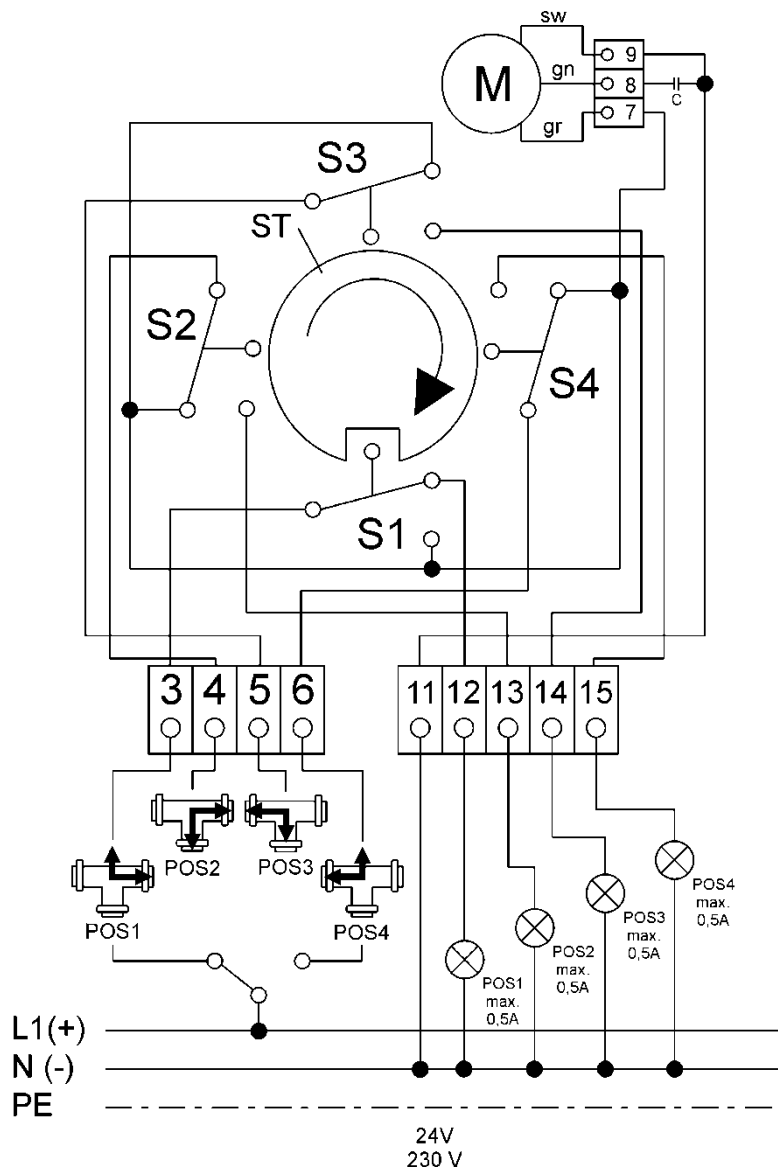 sw
9
M
gn
8
C
gr
7
S3
ST
S2
S4
S1
3 4 5 6
11 12 13 14 15
POS2
POS3
POS1
POS4
POS4
max.
0,5A
POS3
max.
0,5A
POS2
max.
0,5A
POS1
max.
0,5A
L1(+)
N (-)
PE
24V
230 V